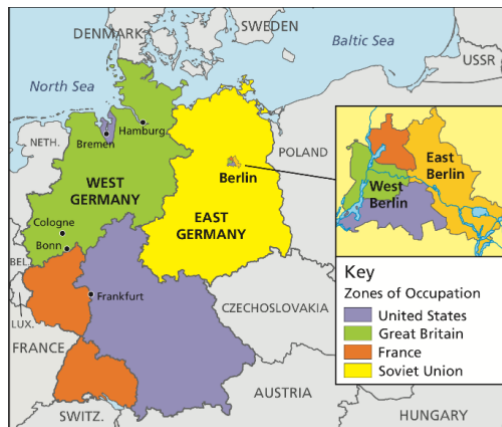 SWEDEN
DENMARK
Baltic Sea
USSR
North Sea
Hamburg
Bremen
NETH.
POLAND
WEST
GERMANY
Berlin
EAST
GERMANY
Cologne
Bonn
BEL.
Frankfurt
LUX.
CZECHOSLOVAKIA
FRANCE
AUSTRIA
SWITZ.
HUNGARY
East
Berlin
West
Berlin
Key
Zones of Occupation
United States
Great Britain
France
Soviet Union